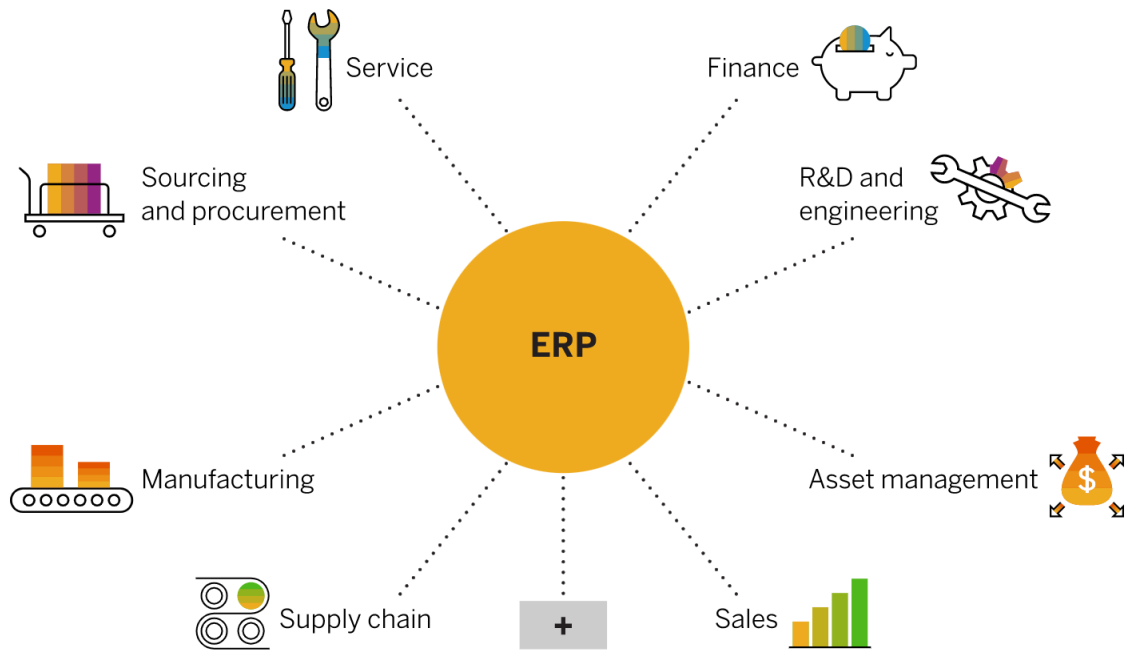 Service
Finance
Sourcing
and procurement
R&D and
engineering
ERP
Manufacturing
Asset management
$
Supply chain
+
Sales